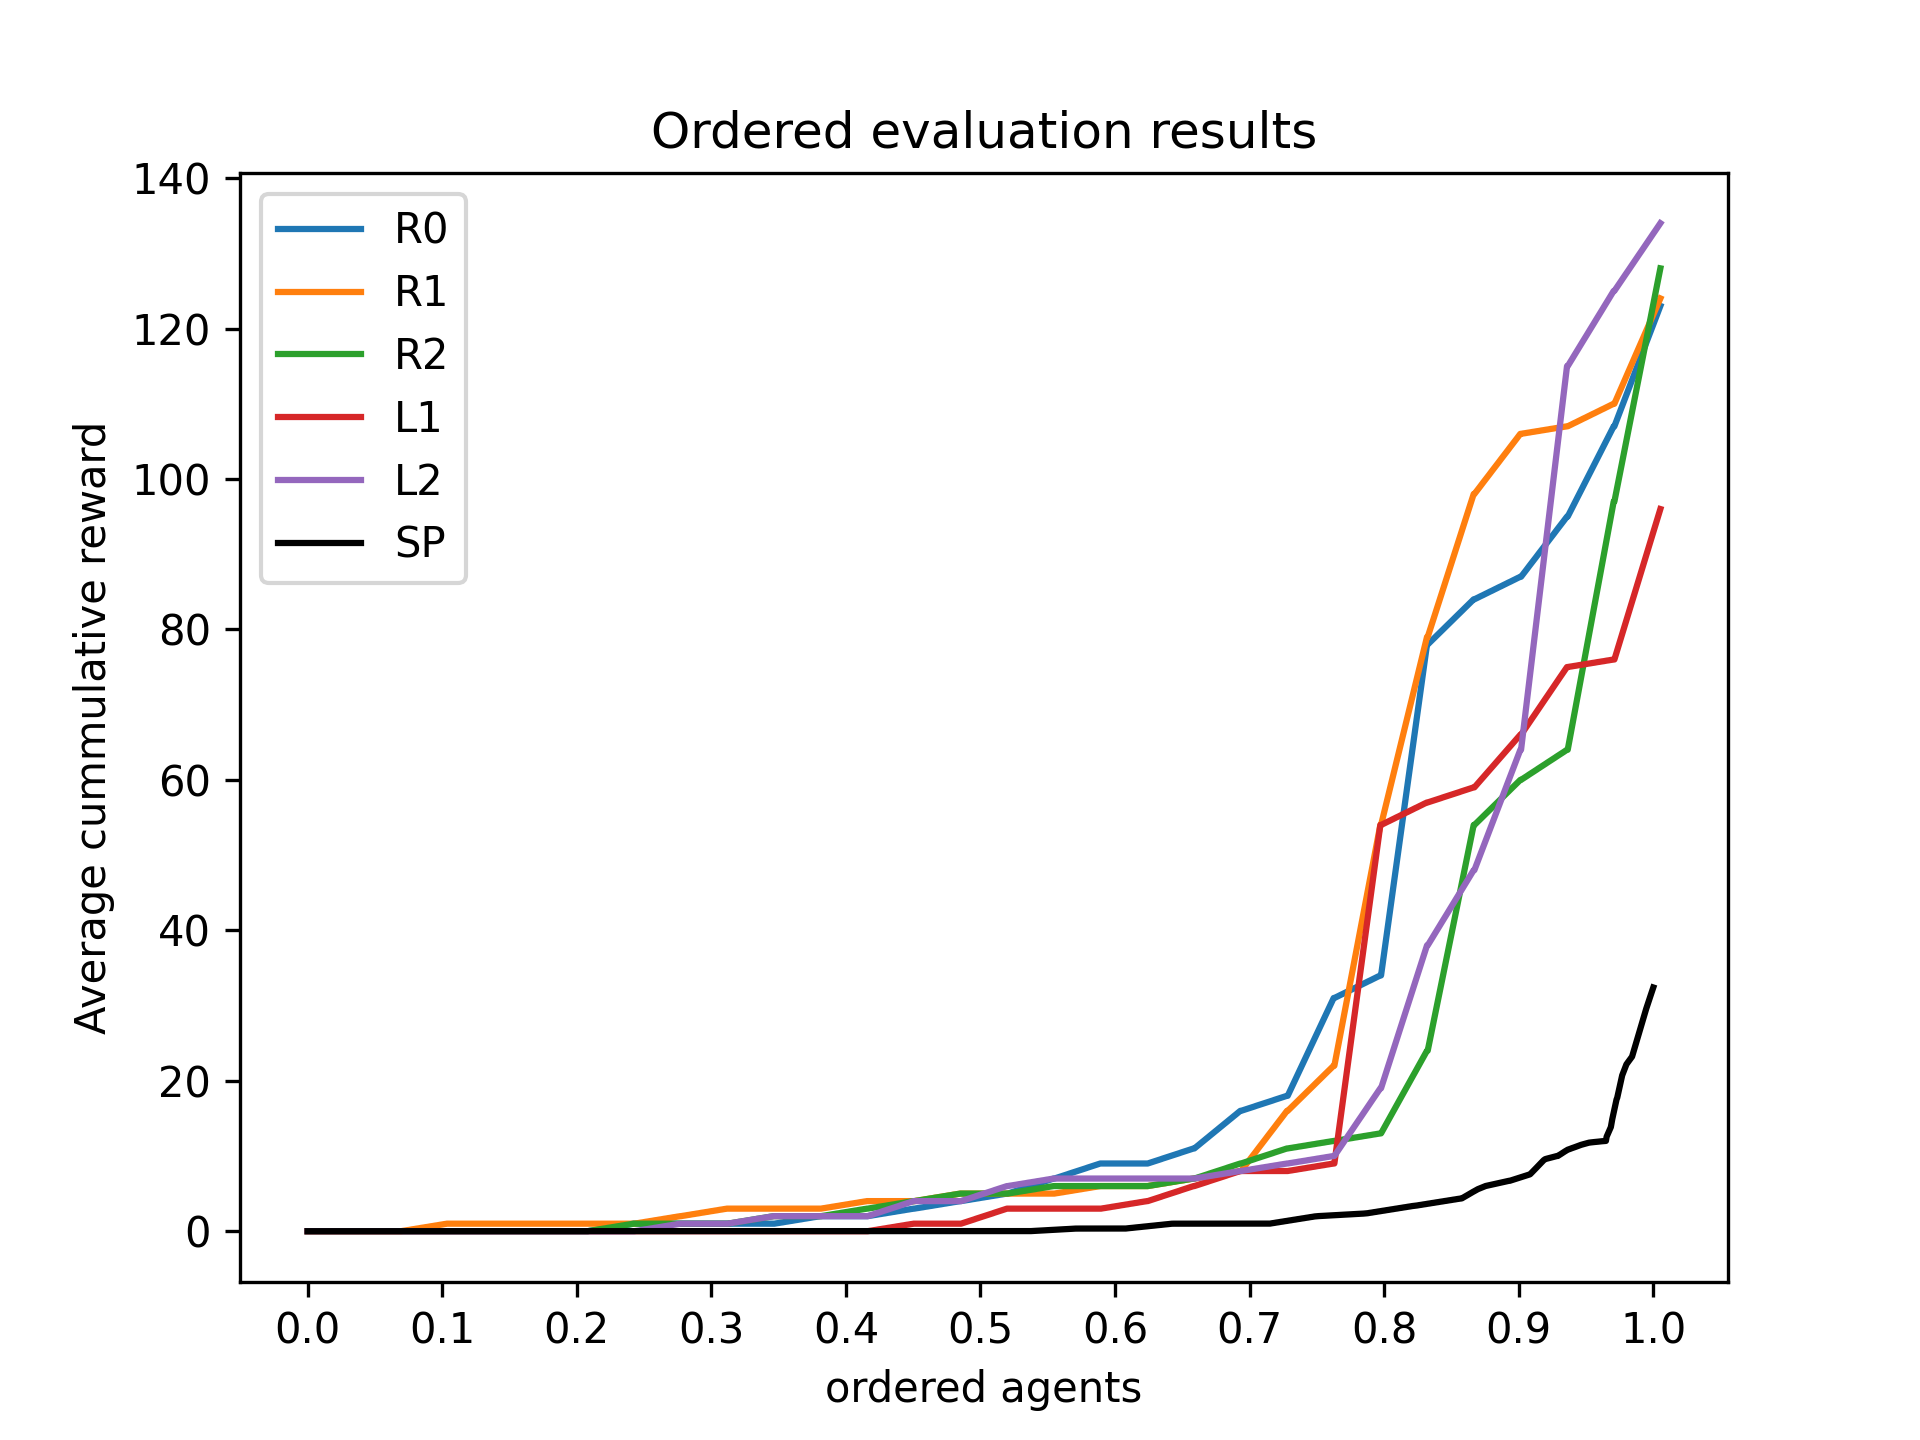 Ordered evaluation results
140
120
100
80
60
40
20
0
Average cummulative reward
R0
R1
R2
L1
L2
SP
0.0 0.1 0.2 0.3 0.4 0.5 0.6 0.7 0.8 0.9 1.0
ordered agents